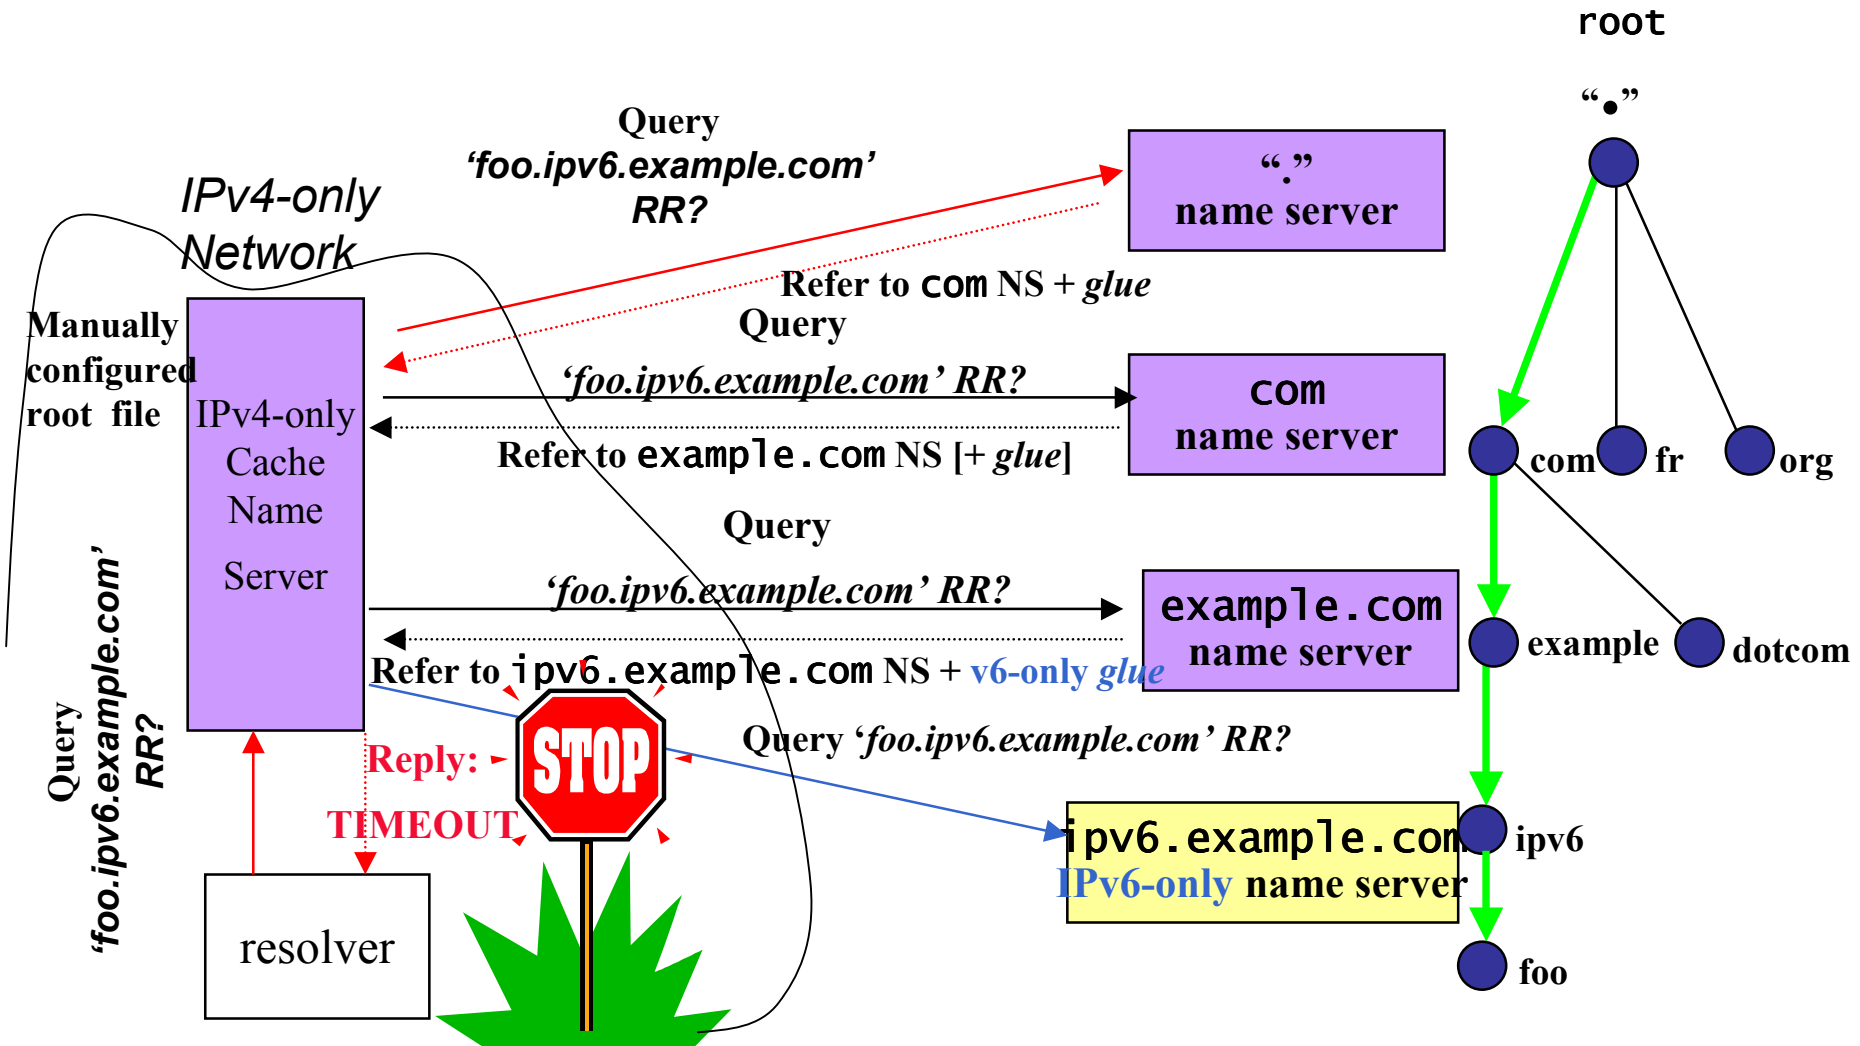 root
“•”
Query
‘foo.ipv6.example.com’
RR?
“.”
name server
IPv4-only
Network
Refer to com NS + glue
Manually
configured
root file
Query
‘foo.ipv6.example.com’ RR?
com
name server
IPv4-only
Cache
Name
Server
Refer to example.com NS [+ glue]
com
fr
org
Query
‘foo.ipv6.example.com’ RR?
example.com
name server
example
dotcom
Refer to ipv6.example.com NS + v6-only glue
Query
‘foo.ipv6.example.com’
RR?
Reply:
TIMEOUT
STOP
Query ‘foo.ipv6.example.com’ RR?
ipv6.example.com
IPv6-only name server
ipv6
resolver
foo